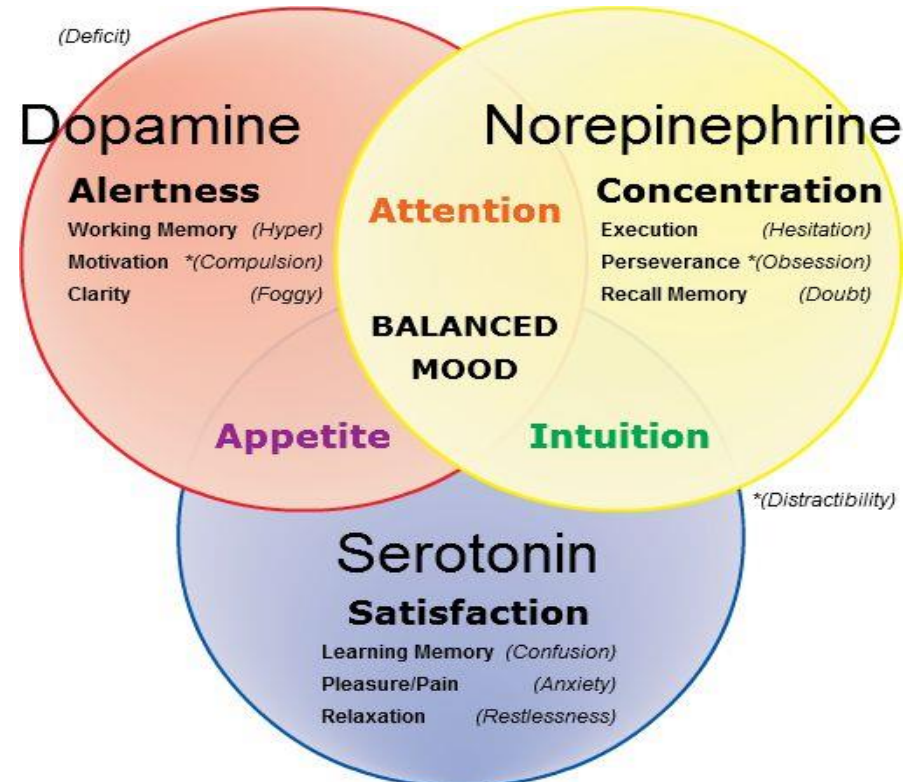 (Deficit)
Dopamine
Alertness
Working Memory (Hyper)
Motivation *(Compulsion)
Clarity (Foggy)
Norepinephrine
Concentration
Execution (Hesitation)
Perseverance *(Obsession)
Recall Memory (Doubt)
Attention
BALANCED
MOOD
Appetite
Intuition
*(Distractibility)
Serotonin
Satisfaction
Learning Memory (Confusion)
Pleasure/Pain (Anxiety)
Relaxation (Restlessness)